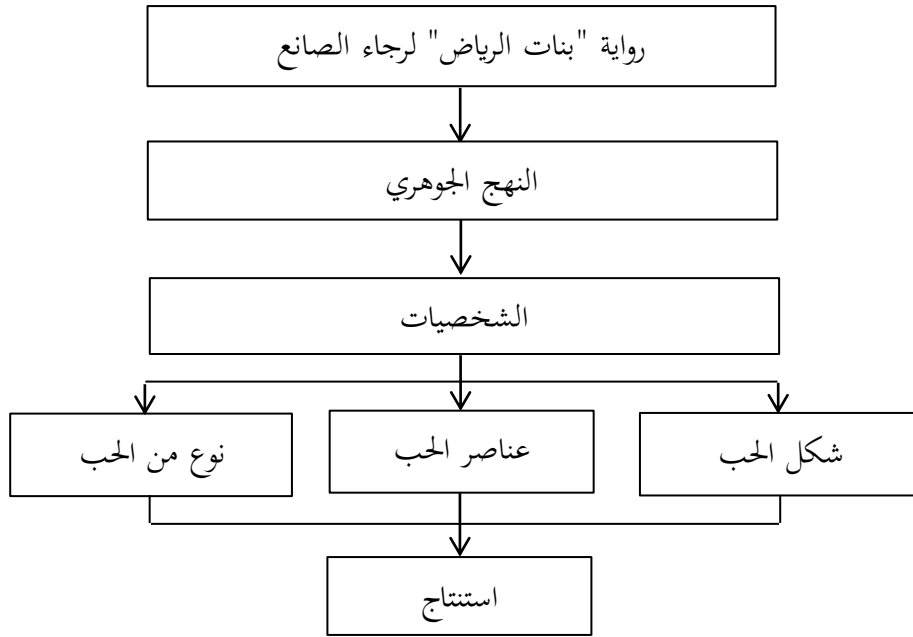 رواية "بنات الرياض" لرجاء الصانع
النهج الجوهري
الشخصيات
شكل الحب
عناصر الحب
نوع من الحب
استنتاج